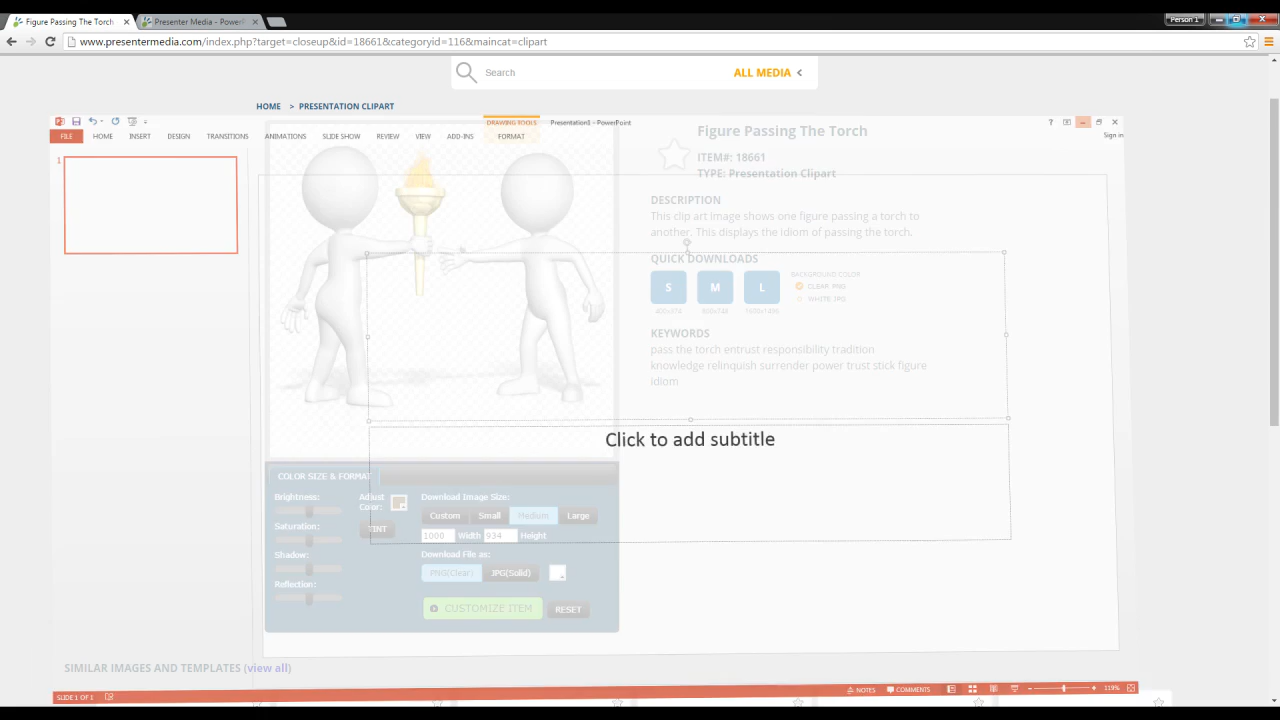 Figure Passing The Torch
Presenter Media - PowerP
Person 1
www.presentermedia.com/index.php?target=closeup&id=18661&categoryid=116&maincat=clipart
Search
ALL MEDIA
HOME > PRESENTATION CLIPART
DRAWING TOOLS
Presentation1 - PowerPoint
FILE HOME INSERT DESIGN TRANSITIONS ANIMATIONS SLIDE SHOW REVIEW VIEW ADD-INS FORMAT
Sign in
1
Figure Passing The Torch
ITEM#: 18661
TYPE: Presentation Clipart
DESCRIPTION
This clip art image shows one figure passing a torch to
another. This displays the idiom of passing the torch.
QUICK DOWNLOADS
S M L
BACKGROUND COLOR
CLEAR PNG
WHITE JPG
KEYWORDS
pass the torch entrust responsibility tradition
knowledge relinquish surrender power trust stick figure
idiom
Click to add subtitle
COLOR SIZE & FORMAT
Brightness:
Saturation:
Shadow:
Reflection:
Adjust
Color:
TINT
Download Image Size:
Custom Small Medium Large
1000 Width 934 Height
Download File as:
PNG(Clear) JPG(Solid)
CUSTOMIZE ITEM RESET
SIMILAR IMAGES AND TEMPLATES (view all)
SLIDE 1 OF 1
NOTES COMMENTS 119%